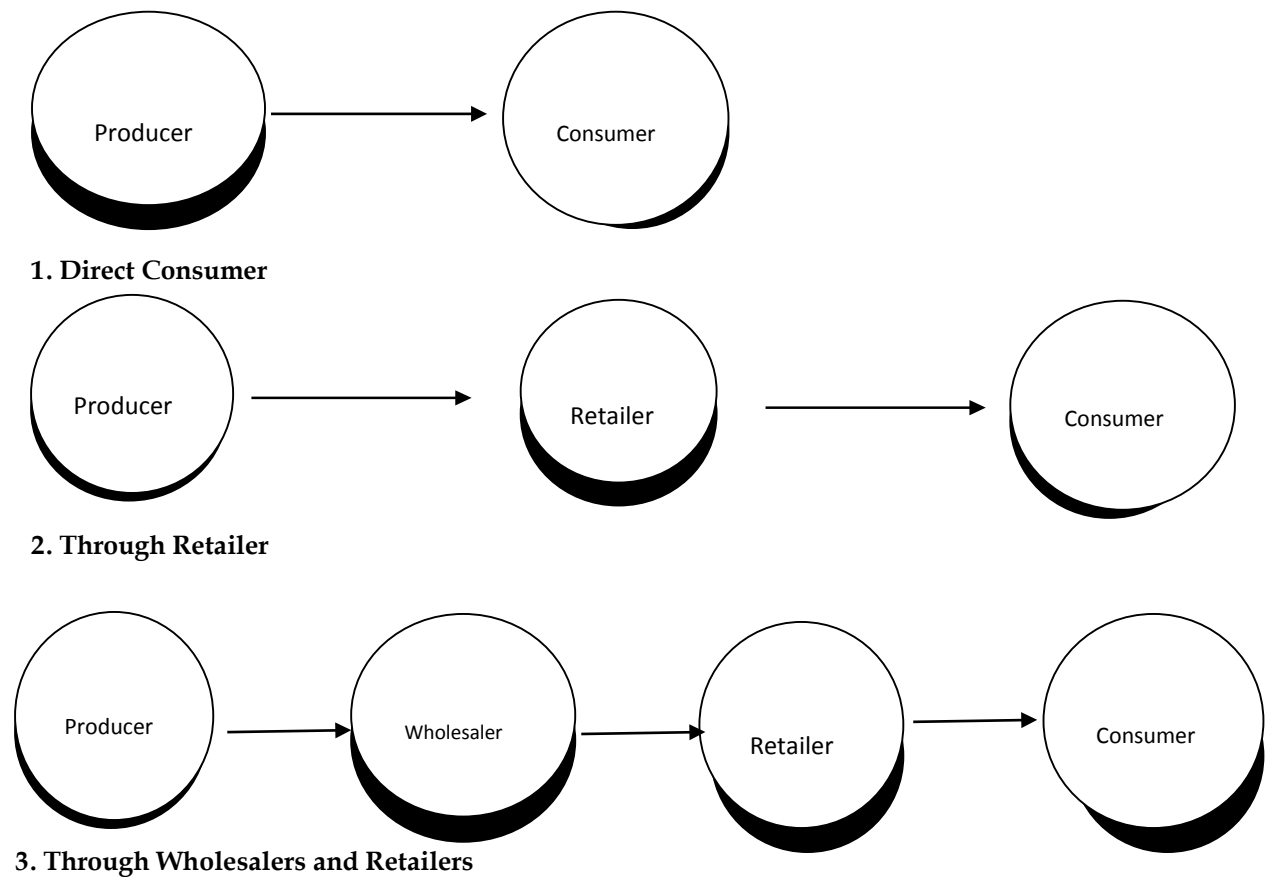 Producer
Consumer
1. Direct Consumer
Producer
Retailer
Consumer
2. Through Retailer
Producer
Wholesaler
Retailer
Consumer
3. Through Wholesalers and Retailers